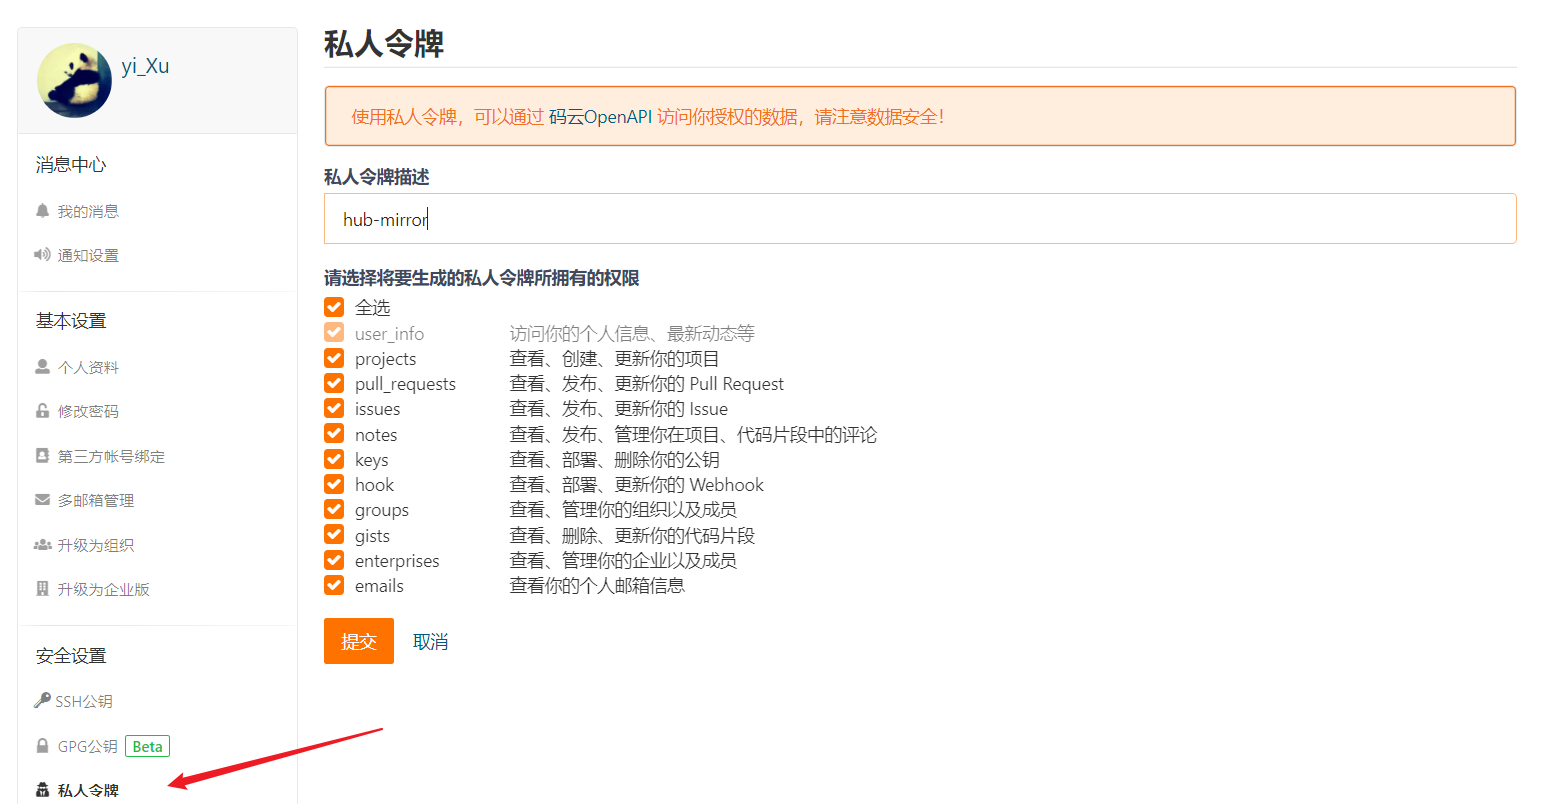 yi_Xu
消息中心
我的消息
通知设置
基本设置
个人资料
修改密码
第三方帐号绑定
多邮箱管理
升级为组织
升级为企业版
安全设置
SSH公钥
GPG公钥 Beta
私人令牌
私人令牌
使用私人令牌，可以通过 码云OpenAPI 访问你授权的数据，请注意数据安全！
私人令牌描述
hub-mirror
请选择将要生成的私人令牌所拥有的权限
全选
user_info 访问你的个人信息、最新动态等
projects 查看、创建、更新你的项目
pull_requests 查看、发布、更新你的 Pull Request
issues 查看、发布、更新你的 Issue
notes 查看、发布、管理你在项目、代码片段中的评论
keys 查看、部署、删除你的公钥
hook 查看、部署、更新你的 Webhook
groups 查看、管理你的组织以及成员
gists 查看、删除、更新你的代码片段
enterprises 查看、管理你的企业以及成员
emails 查看你的个人邮箱信息
提交 取消